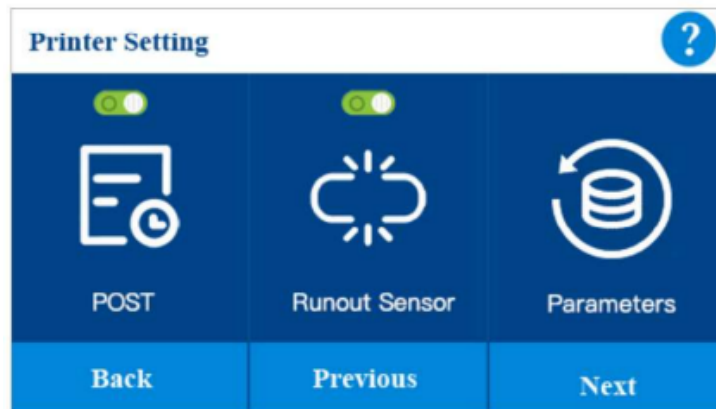 Printer Setting
?
POST
Runout Sensor
Parameters
Back
Previous
Next